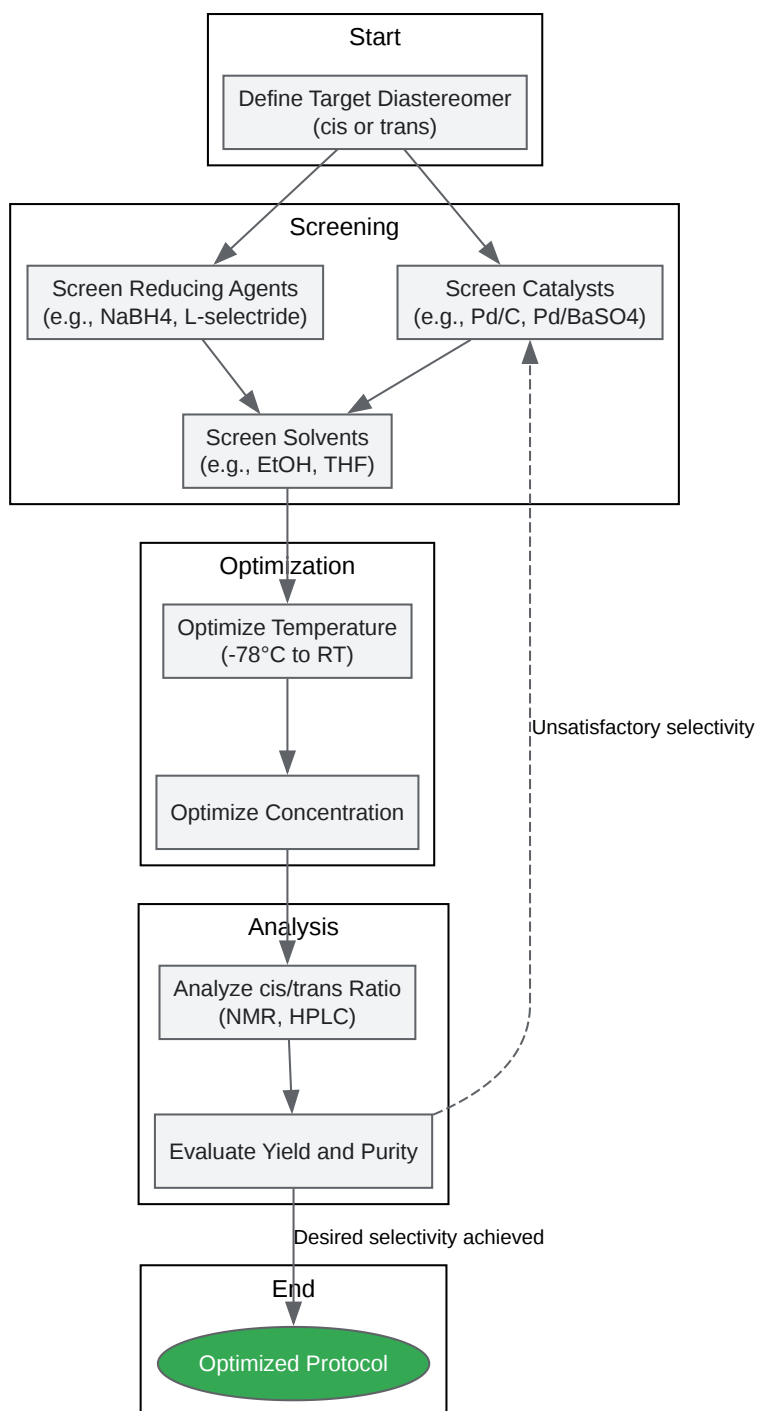 Start
Define Target Diastereomer
(cis or trans)
Screening
Screen Reducing Agents
(e.g., NaBH4, L-selectride)
Screen Catalysts
(e.g., Pd/C, Pd/BaSO4)
Screen Solvents
(e.g., EtOH, THF)
Optimization
Optimize Temperature
(-78°C to RT)
Unsatisfactory selectivity
Optimize Concentration
Analysis
Analyze cis/trans Ratio
(NMR, HPLC)
Evaluate Yield and Purity
Desired selectivity achieved
End
Optimized Protocol